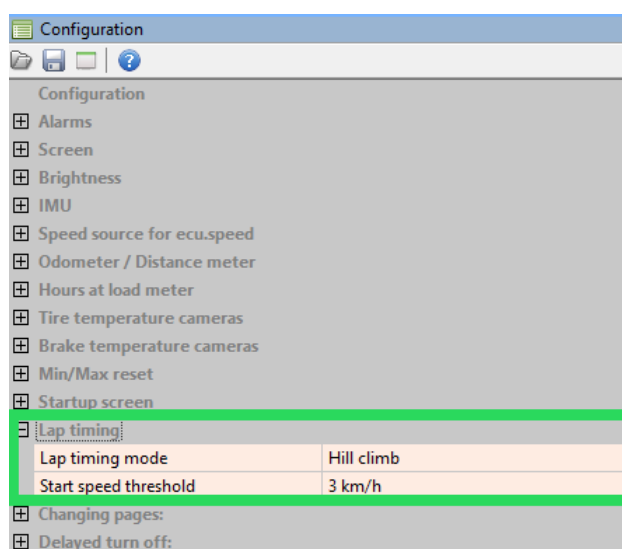 Configuration
Configuration
Alarms
Screen
Brightness
IMU
Speed source for ecu.speed
Odometer / Distance meter
Hours at load meter
Tire temperature cameras
Brake temperature cameras
Min/Max reset
Startup screen
Lap timing
Lap timing mode Hill climb
Start speed threshold 3 km/h
Changing pages:
Delayed turn off: